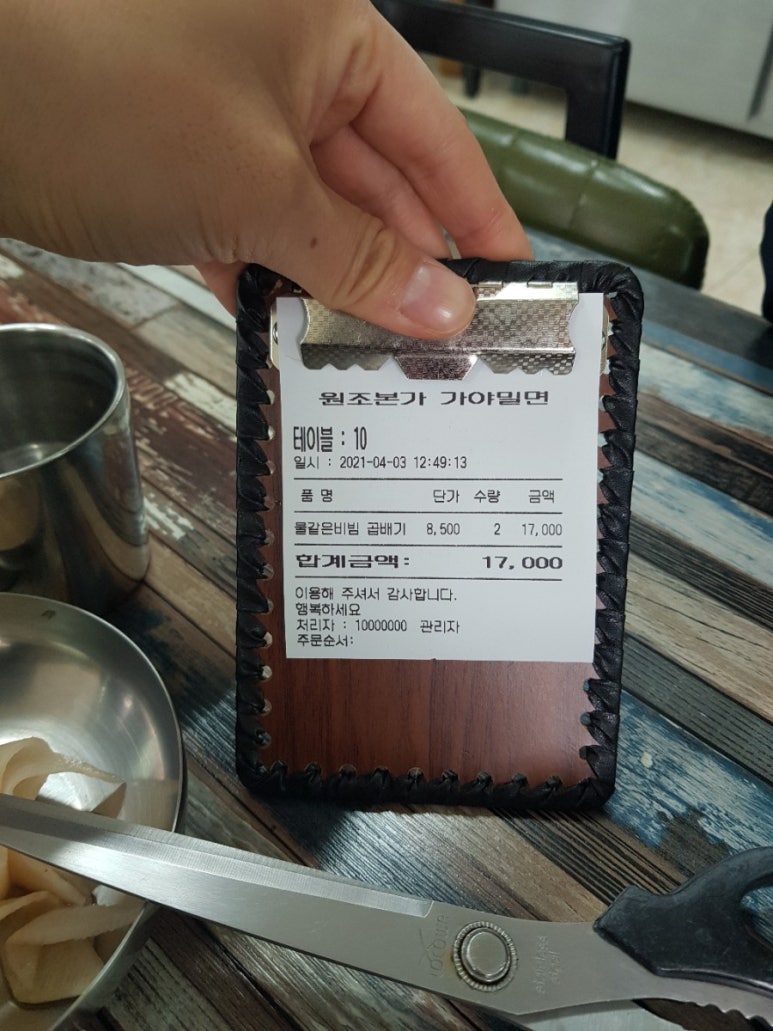 원조본가 가야밀면
테이블 : 10
일시 : 2021-04-03 12:49:13
품 명 단가 수량 금액
물같은비빔 곱배기 8,500 2 17,000
합계금액: 17,000
이용해 주셔서 감사합니다.
행복하세요
처리자 : 10000000 관리자
주문순서: